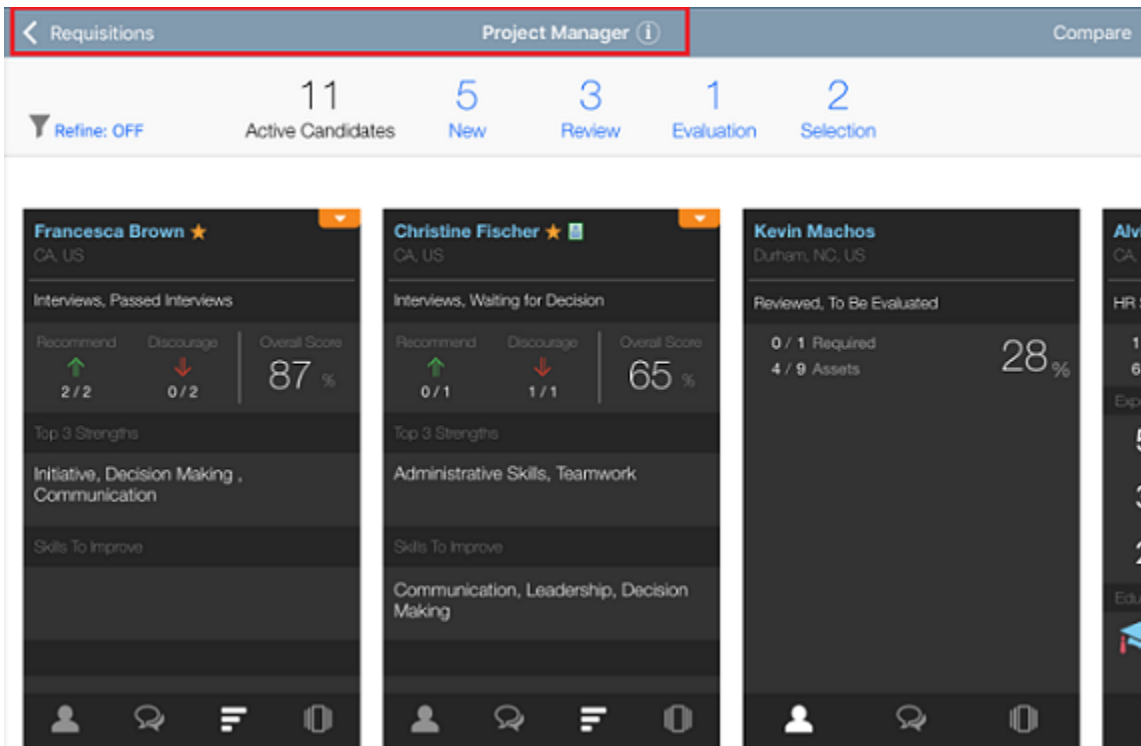 Requisitions
Project Manager
Compare
Refine: OFF
11
Active Candidates
5
New
3
Review
1
Evaluation
2
Selection
Francesca Brown
CA, US
Interviews, Passed Interviews
Recommend
2 / 2
Discourage
0 / 2
Overall Score
87 %
Top 3 Strengths
Initiative, Decision Making ,
Communication
Skills To Improve
Christine Fischer
CA, US
Interviews, Waiting for Decision
Recommend
0 / 1
Discourage
1 / 1
Overall Score
65 %
Top 3 Strengths
Administrative Skills, Teamwork
Skills To Improve
Communication, Leadership, Decision
Making
Kevin Machos
Durham, NC, US
Reviewed, To Be Evaluated
0 / 1 Required
4 / 9 Assets
28 %
CA,
HR
1
6